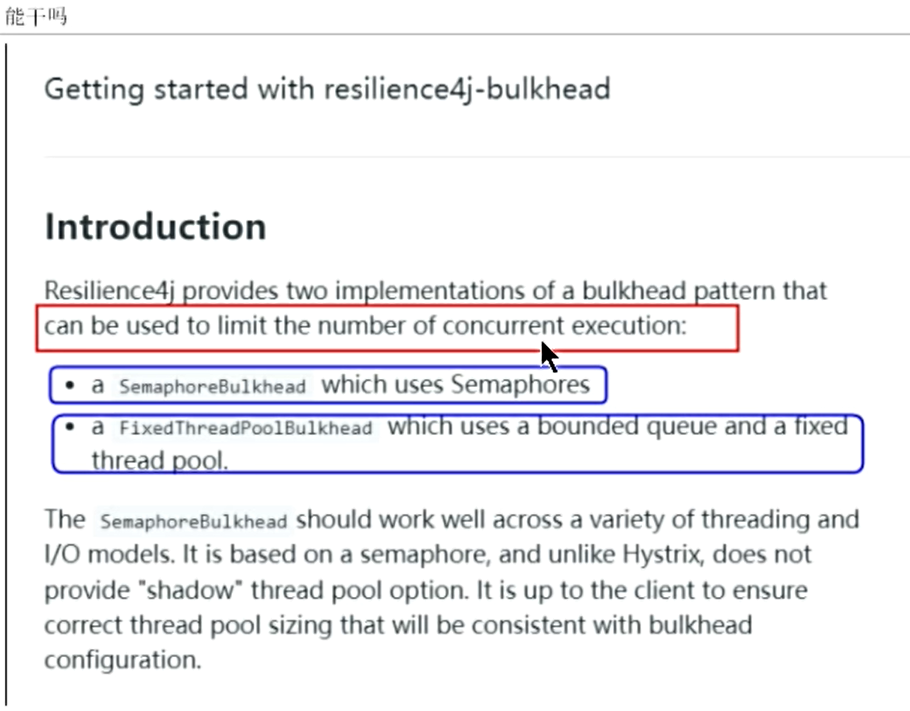 能干吗
Getting started with resilience4j-bulkhead
Introduction
Resilience4j provides two implementations of a bulkhead pattern that
can be used to limit the number of concurrent execution:
• a SemaphoreBulkhead which uses Semaphores
• a FixedThreadPoolBulkhead which uses a bounded queue and a fixed
thread pool.
The SemaphoreBulkhead should work well across a variety of threading and
I/O models. It is based on a semaphore, and unlike Hystrix, does not
provide "shadow" thread pool option. It is up to the client to ensure
correct thread pool sizing that will be consistent with bulkhead
configuration.